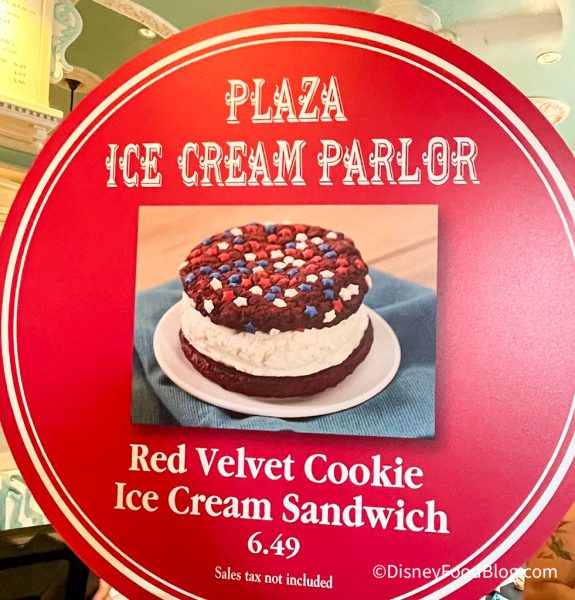 PLAZA
ICE CREAM PARLOR
Red Velvet Cookie
Ice Cream Sandwich
6.49
Sales tax not included
©DisneyFoodBlog.com